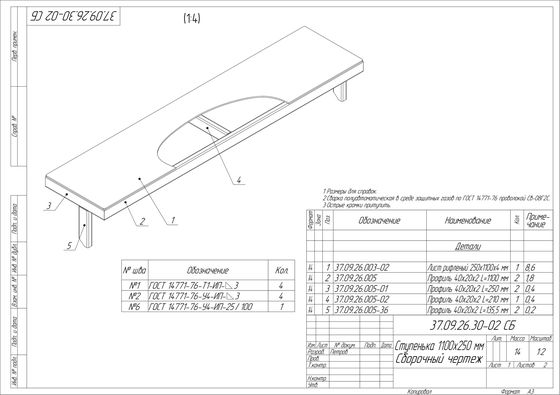 37.09.26.30-02 СБ
(1:4)
Перв. примен.
Справ. №
Подп. и дата
Инв. № дубл.
Взам. инв. №
Подп. и дата
Инв. № подл.
4
3
2
1
5
1 Размеры для справок.
2 Сварка полуавтоматическая в среде защитных газов по ГОСТ 14771-76 проволокой Св-08Г2С.
3 Острые кромки притупить.
Формат Зона Поз. Обозначение Наименование Кол. Приме-чание
Детали
1 37.09.26.003-02 Лист рифленый 250х1100х4 мм 1 8,6
2 37.09.26.005 Профиль 40х20х2 L=1100 мм 2 1,8
3 37.09.26.005-01 Профиль 40х20х2 L=250 мм 2 0,4
4 37.09.26.005-02 Профиль 40х20х2 L=210 мм 1 0,4
5 37.09.26.005-36 Профиль 40х20х2 L=135,5 мм 2 0,2
№ шва Обозначение Кол.
№1 ГОСТ 14771-76-Т1-ИП-◺3 4
№2 ГОСТ 14771-76-У4-ИП-◺3 4
№6 ГОСТ 14771-76-У4-ИП-25 / 100 1
37.09.26.30-02 СБ
Изм. Лист № докум. Подп. Дата
Разраб. Петров
Пров.
Т.контр.
Н.контр.
Утв.
Ступенька 1100х250 мм
Сборочный чертеж
Лит. Масса Масштаб
14 1:2
Лист 1 Листов 2
Копировал Формат А3